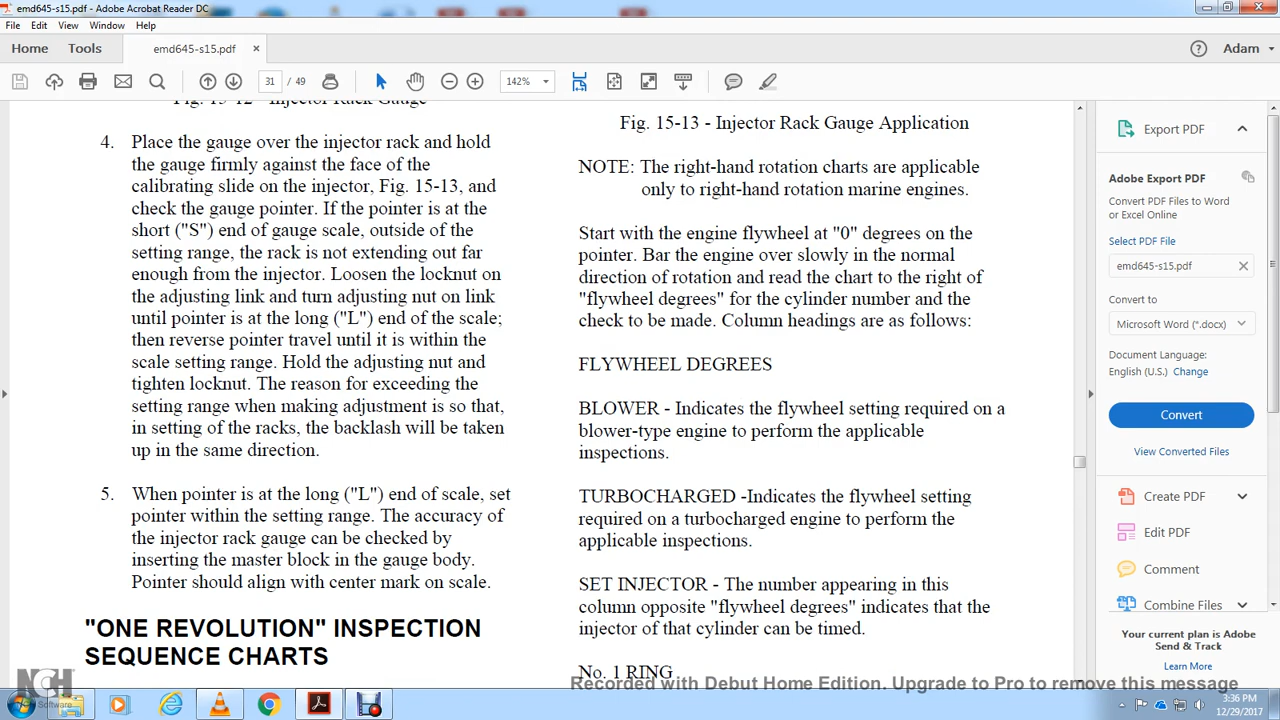 emd645-s15.pdf - Adobe Acrobat Reader DC
File Edit View Window Help
Home Tools emd645-s15.pdf × Adam
31 / 49 142%
Fig. 15-12 - Injector Rack Gauge
4. Place the gauge over the injector rack and hold
the gauge firmly against the face of the
calibrating slide on the injector, Fig. 15-13, and
check the gauge pointer. If the pointer is at the
short ("S") end of gauge scale, outside of the
setting range, the rack is not extending out far
enough from the injector. Loosen the locknut on
the adjusting link and turn adjusting nut on link
until pointer is at the long ("L") end of the scale;
then reverse pointer travel until it is within the
scale setting range. Hold the adjusting nut and
tighten locknut. The reason for exceeding the
setting range when making adjustment is so that,
in setting of the racks, the backlash will be taken
up in the same direction.
5. When pointer is at the long ("L") end of scale, set
pointer within the setting range. The accuracy of
the injector rack gauge can be checked by
inserting the master block in the gauge body.
Pointer should align with center mark on scale.
"ONE REVOLUTION" INSPECTION
SEQUENCE CHARTS
Fig. 15-13 - Injector Rack Gauge Application
NOTE: The right-hand rotation charts are applicable
only to right-hand rotation marine engines.
Start with the engine flywheel at "0" degrees on the
pointer. Bar the engine over slowly in the normal
direction of rotation and read the chart to the right of
"flywheel degrees" for the cylinder number and the
check to be made. Column headings are as follows:
FLYWHEEL DEGREES
BLOWER - Indicates the flywheel setting required on a
blower-type engine to perform the applicable
inspections.
TURBOCHARGED -Indicates the flywheel setting
required on a turbocharged engine to perform the
applicable inspections.
SET INJECTOR - The number appearing in this
column opposite "flywheel degrees" indicates that the
injector of that cylinder can be timed.
No. 1 RING
Export PDF
Adobe Export PDF
Convert PDF Files to Word
or Excel Online
Select PDF File
emd645-s15.pdf
Convert to
Microsoft Word (*.docx)
Document Language:
English (U.S.) Change
Convert
View Converted Files
Create PDF
Edit PDF
Comment
Combine Files
Your current plan is Adobe
Send & Track
Learn More
NCH Software
Recorded with Debut Home Edition. Upgrade to Pro to remove this message
3:36 PM
12/29/2017